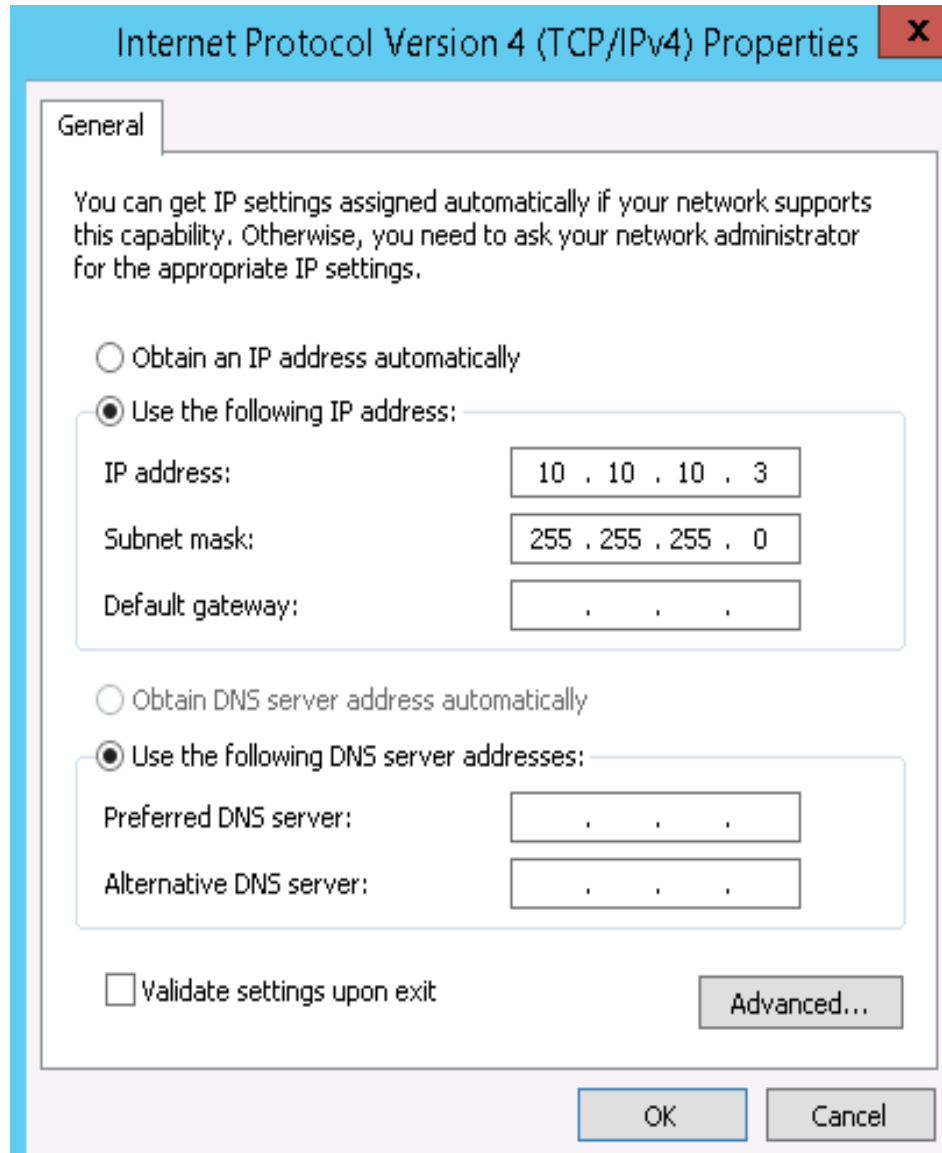 Internet Protocol Version 4 (TCP/IPv4) Properties
x
General
You can get IP settings assigned automatically if your network supports
this capability. Otherwise, you need to ask your network administrator
for the appropriate IP settings.
Obtain an IP address automatically
Use the following IP address:
IP address: 10 . 10 . 10 . 3
Subnet mask: 255 . 255 . 255 . 0
Default gateway: . . .
Obtain DNS server address automatically
Use the following DNS server addresses:
Preferred DNS server: . . .
Alternative DNS server: . . .
Validate settings upon exit
Advanced...
OK Cancel